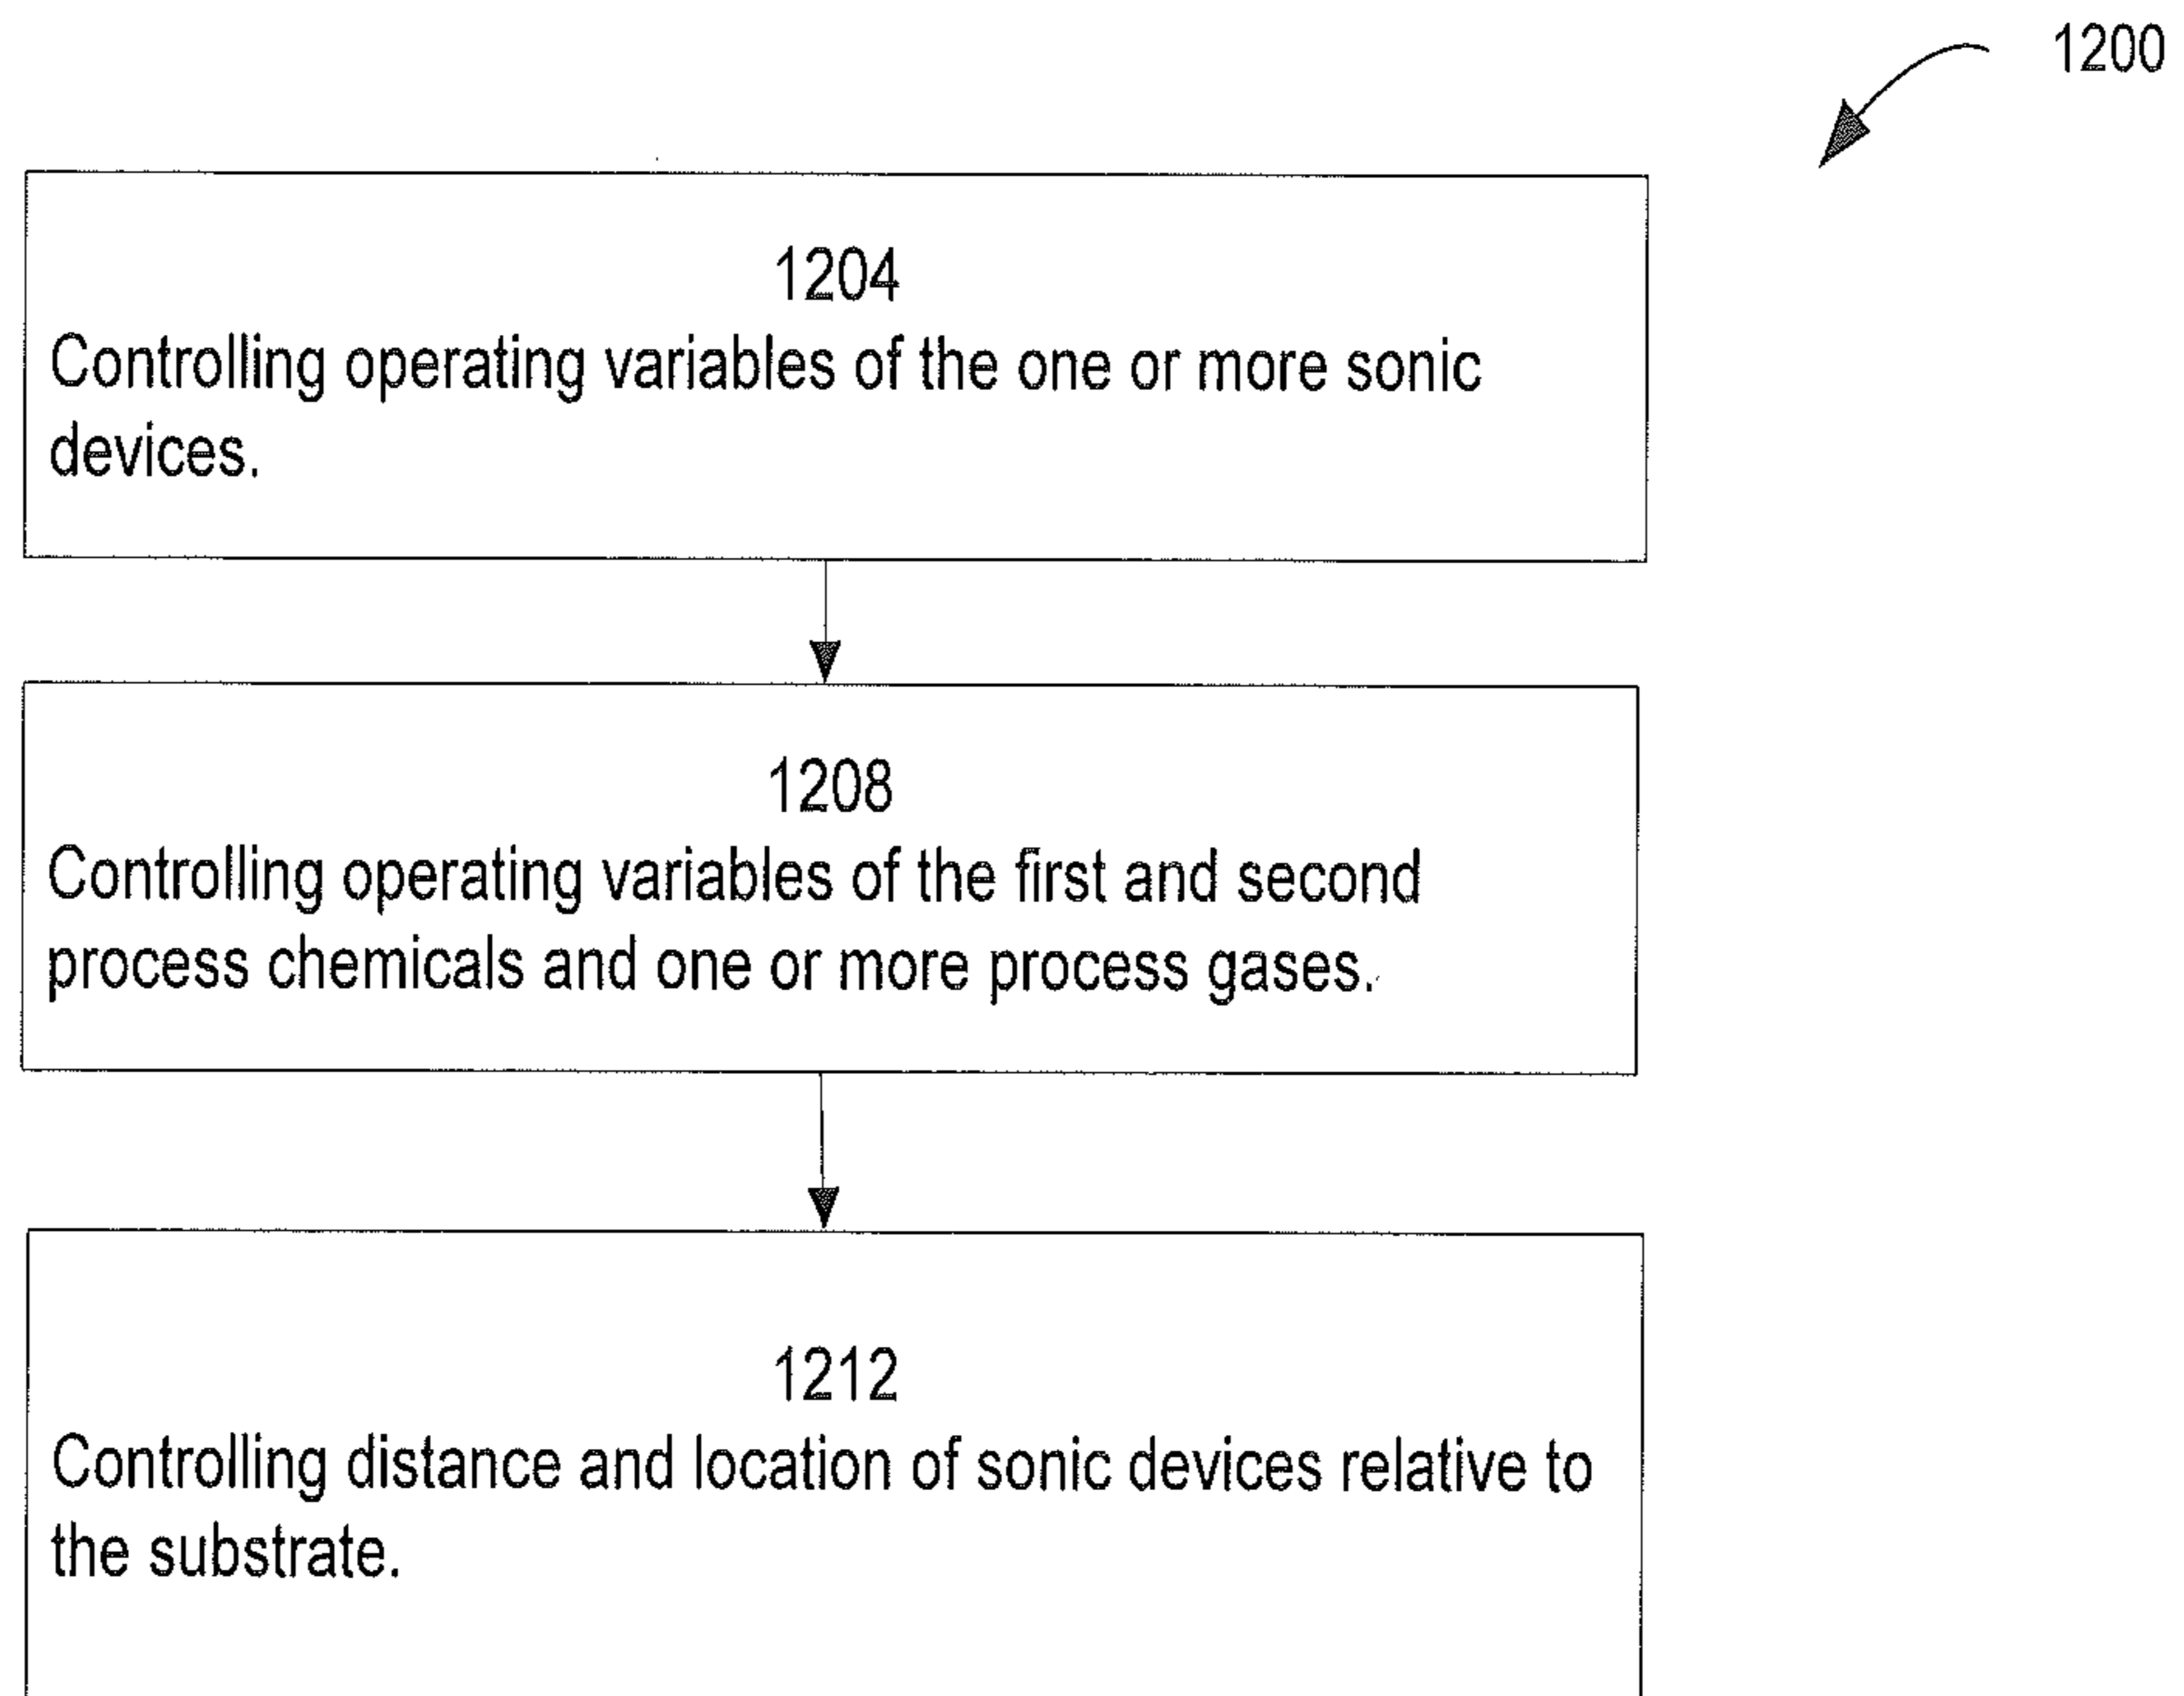 1200
1204
Controlling operating variables of the one or more sonic
devices.
1208
Controlling operating variables of the first and second
process chemicals and one or more process gases.
1212
Controlling distance and location of sonic devices relative to
the substrate.